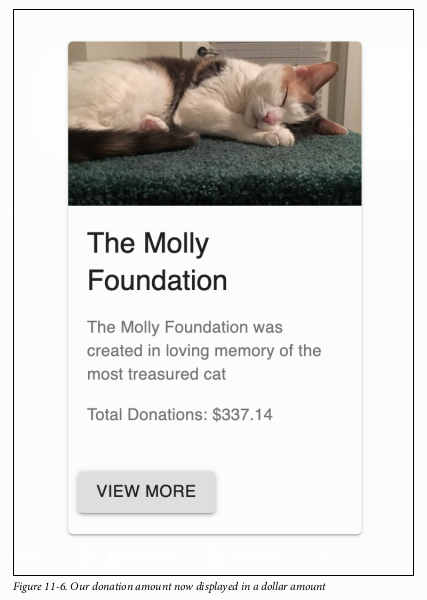 The Molly
Foundation
The Molly Foundation was
created in loving memory of the
most treasured cat
Total Donations: $337.14
VIEW MORE
Figure 11-6. Our donation amount now displayed in a dollar amount